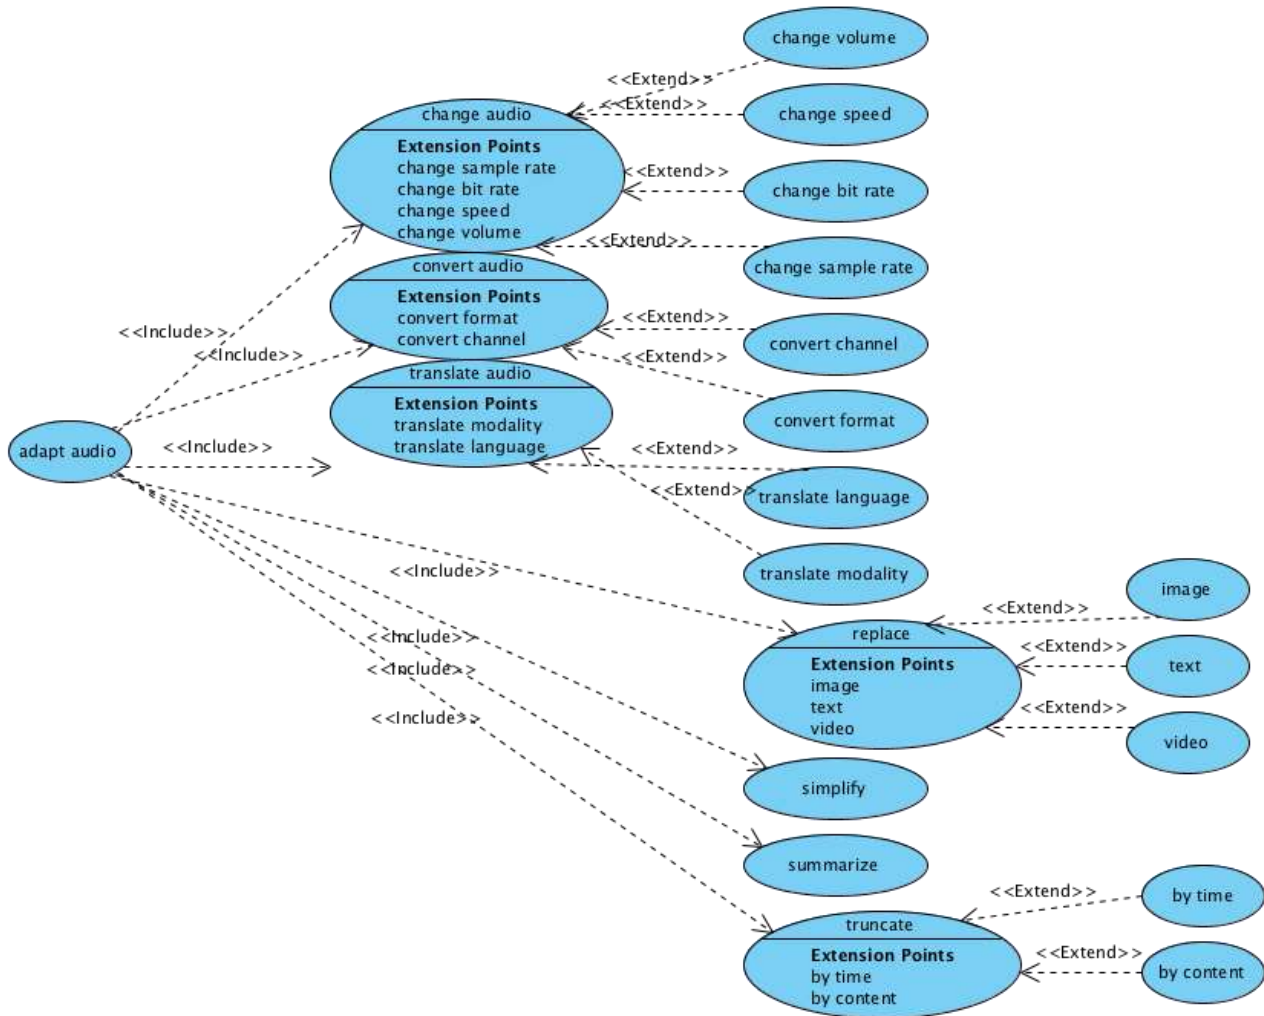 change volume
<<Extend>>
<<Extend>>
change audio
change speed
Extension Points
change sample rate
change bit rate
change speed
change volume
<<Extend>>
change bit rate
<<Extend>>
change sample rate
convert audio
Extension Points
convert format
convert channel
<<Extend>>
convert channel
<<Extend>>
convert format
<<Include>>
<<Include>>
translate audio
Extension Points
translate modality
translate language
<<Include>>
adapt audio
<<Extend>>
<<Extend>>
translate language
translate modality
<<Include>>
replace
Extension Points
image
text
video
<<Extend>>
image
<<Extend>>
text
<<Extend>>
video
<<Include>>
<<Include>>
<<Include>>
simplify
summarize
truncate
Extension Points
by time
by content
<<Extend>>
by time
<<Extend>>
by content